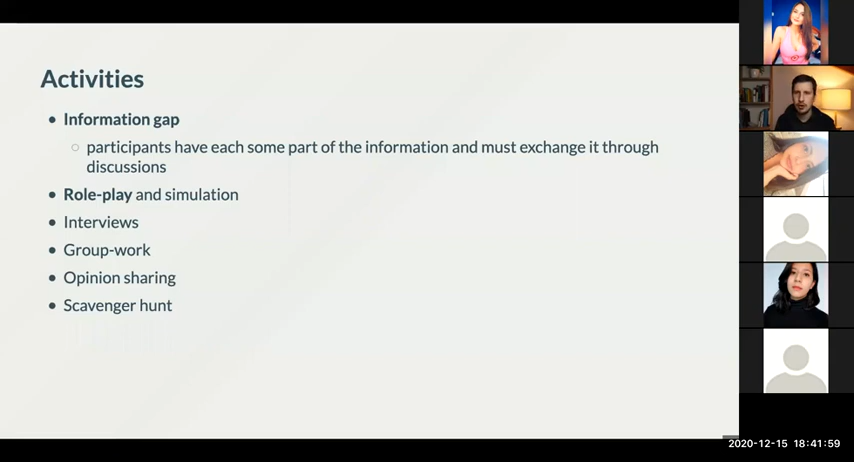 Activities
• Information gap
○ participants have each some part of the information and must exchange it through
discussions
• Role-play and simulation
• Interviews
• Group-work
• Opinion sharing
• Scavenger hunt
2020-12-15 18:41:59